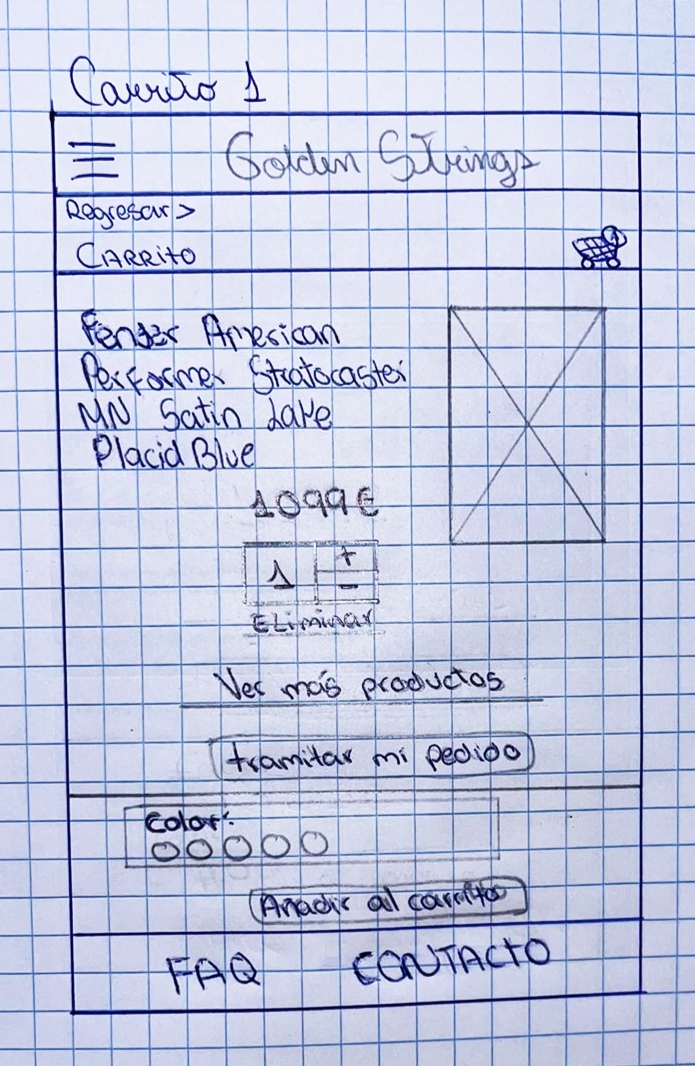 Carrito 1
Golden Strings
Regresar >
CARRITO
Fender American
Performer Stratocaster
MN Satin Lake
Placid Blue
1099€
1 + -
Eliminar
Ver más productos
tramitar mi pedido
Color:
Añadir al carrito
FAQ CONTACTO